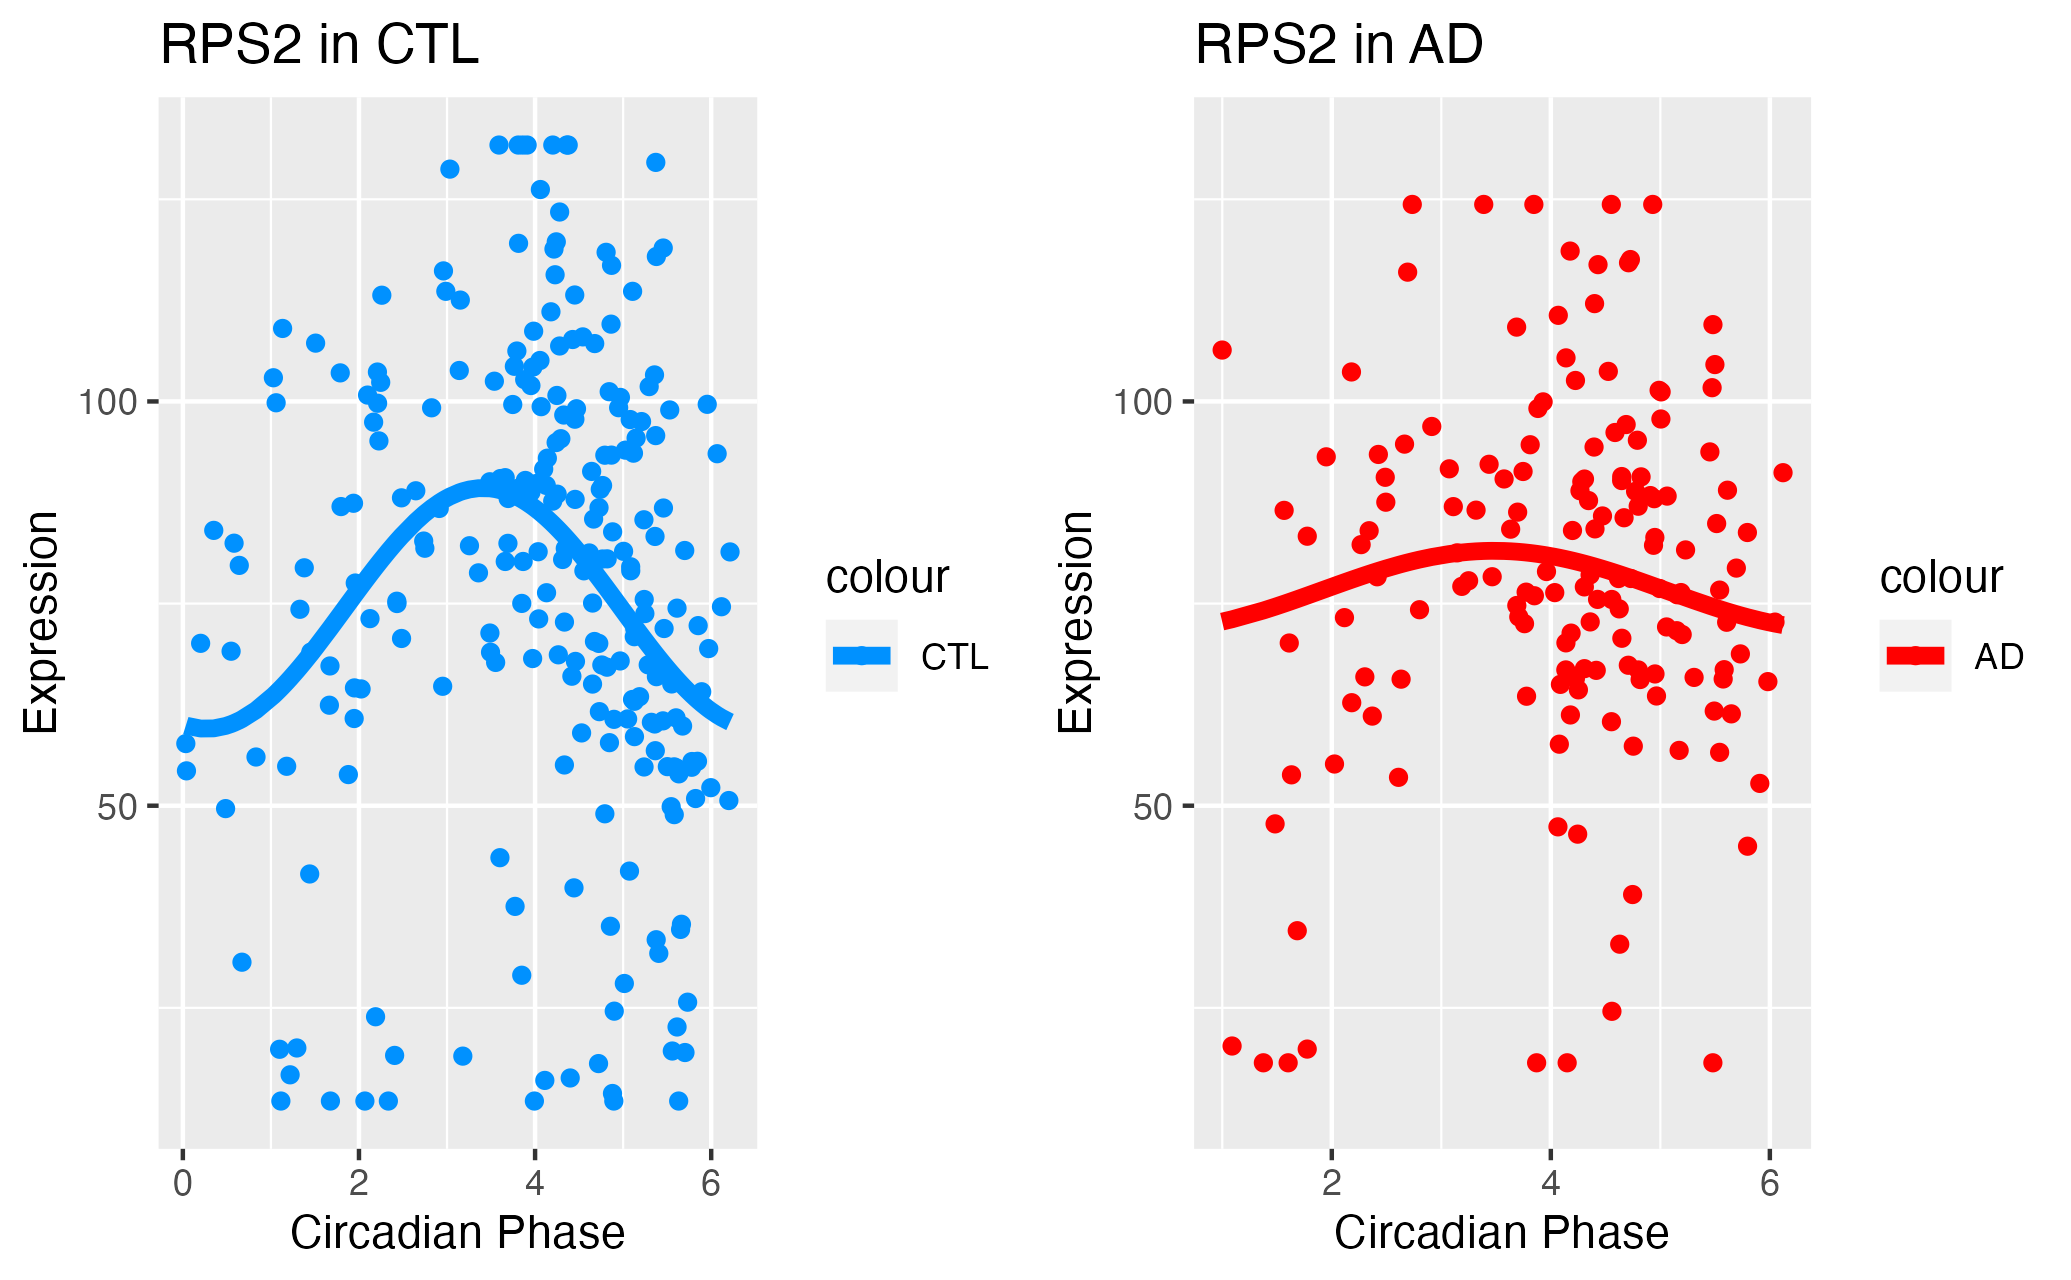 RPS2 in CTL
Expression
100
50
0 2 4 6
Circadian Phase
colour
CTL
RPS2 in AD
Expression
100
50
2 4 6
Circadian Phase
colour
AD